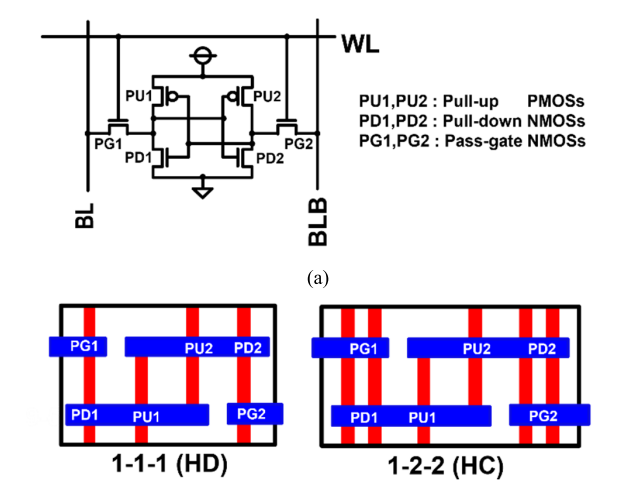 WL
PU1 PU2
PU1,PU2 : Pull-up PMOSs
PD1,PD2 : Pull-down NMOSs
PG1,PG2 : Pass-gate NMOSs
PG1 PD1 PD2 PG2
BL BLB
(a)
PG1 PU2 PD2
PD1 PU1 PG2
1-1-1 (HD)
PG1 PU2 PD2
PD1 PU1 PG2
1-2-2 (HC)